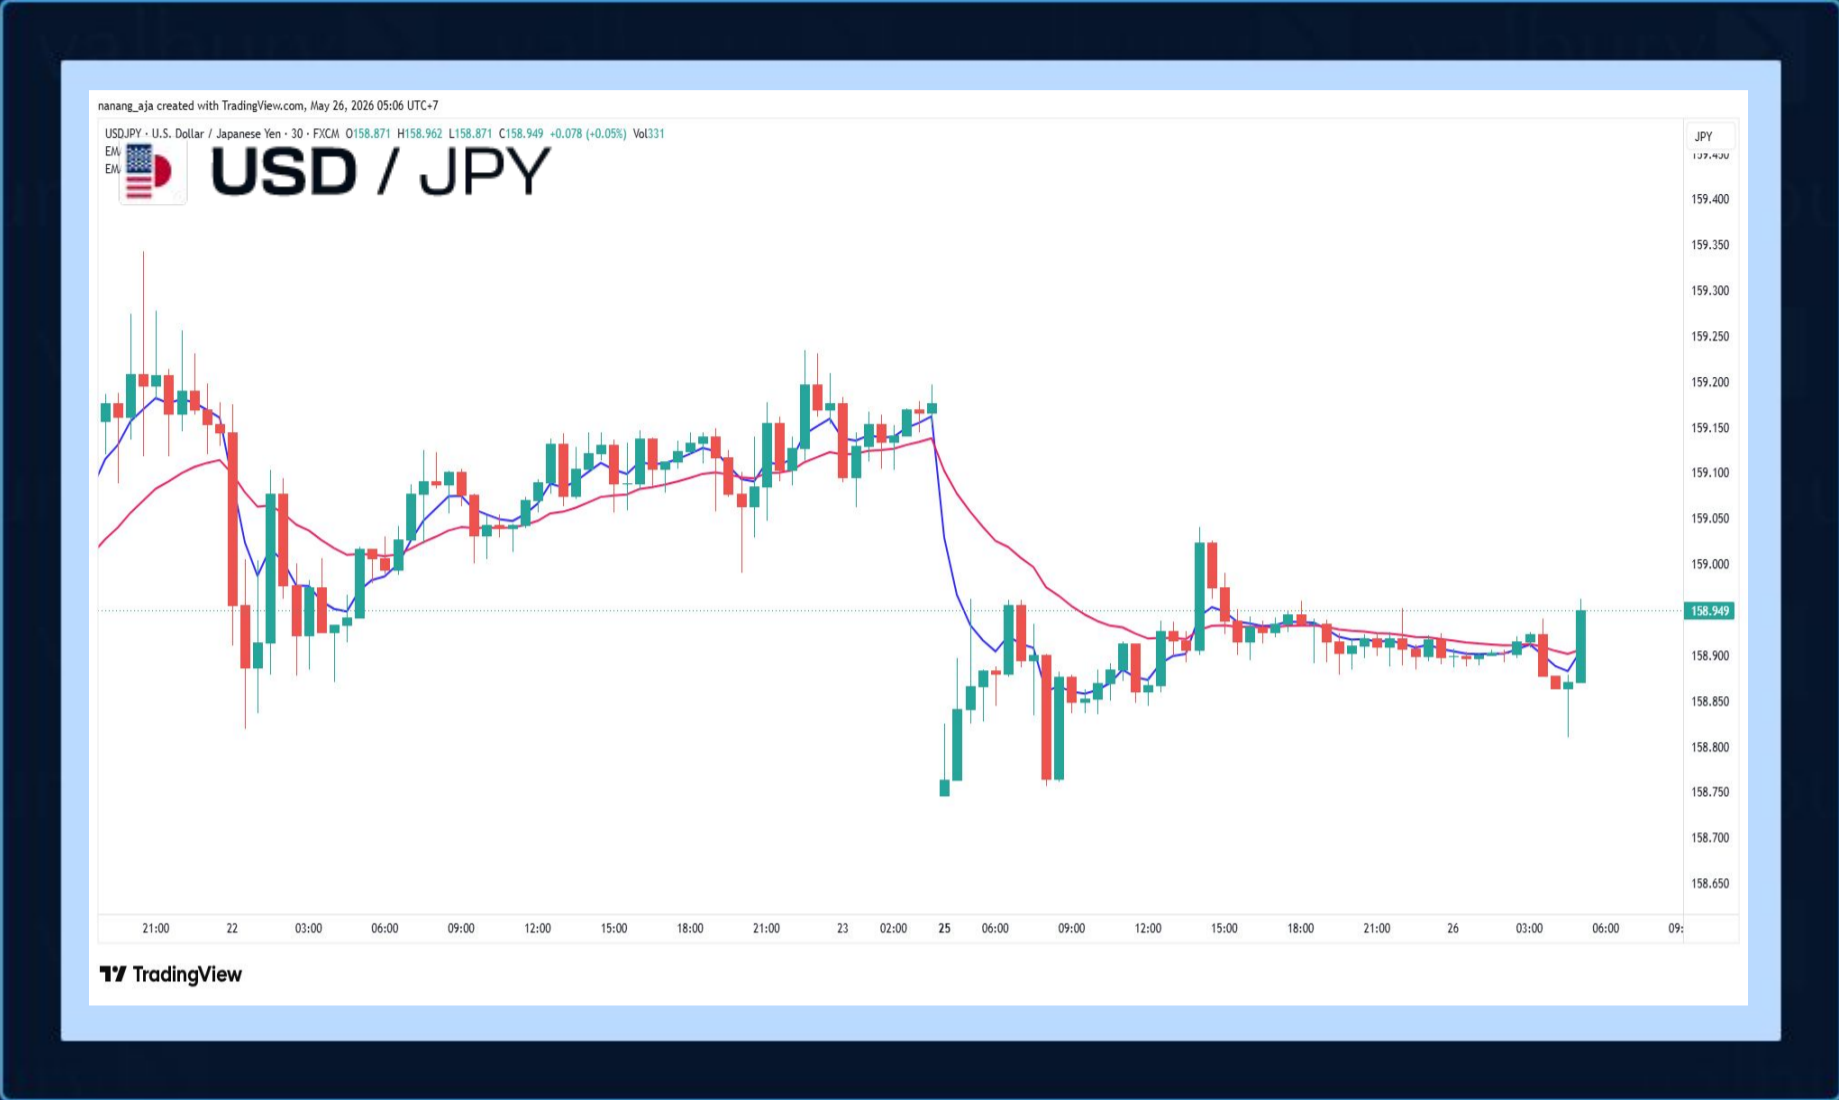 nanang_aja created with TradingView.com, May 26, 2026 05:06 UTC+7
USDJPY · U.S. Dollar / Japanese Yen · 30 · FXCM O158.871 H158.962 L158.871 C158.949 +0.078 (+0.05%) Vol331
EM
EM
USD / JPY
JPY
159.450
159.400
159.350
159.300
159.250
159.200
159.150
159.100
159.050
159.000
158.949
158.900
158.850
158.800
158.750
158.700
158.650
21:00 22 03:00 06:00 09:00 12:00 15:00 18:00 21:00 23 02:00 25 06:00 09:00 12:00 15:00 18:00 21:00 26 03:00 06:00 09:
TradingView